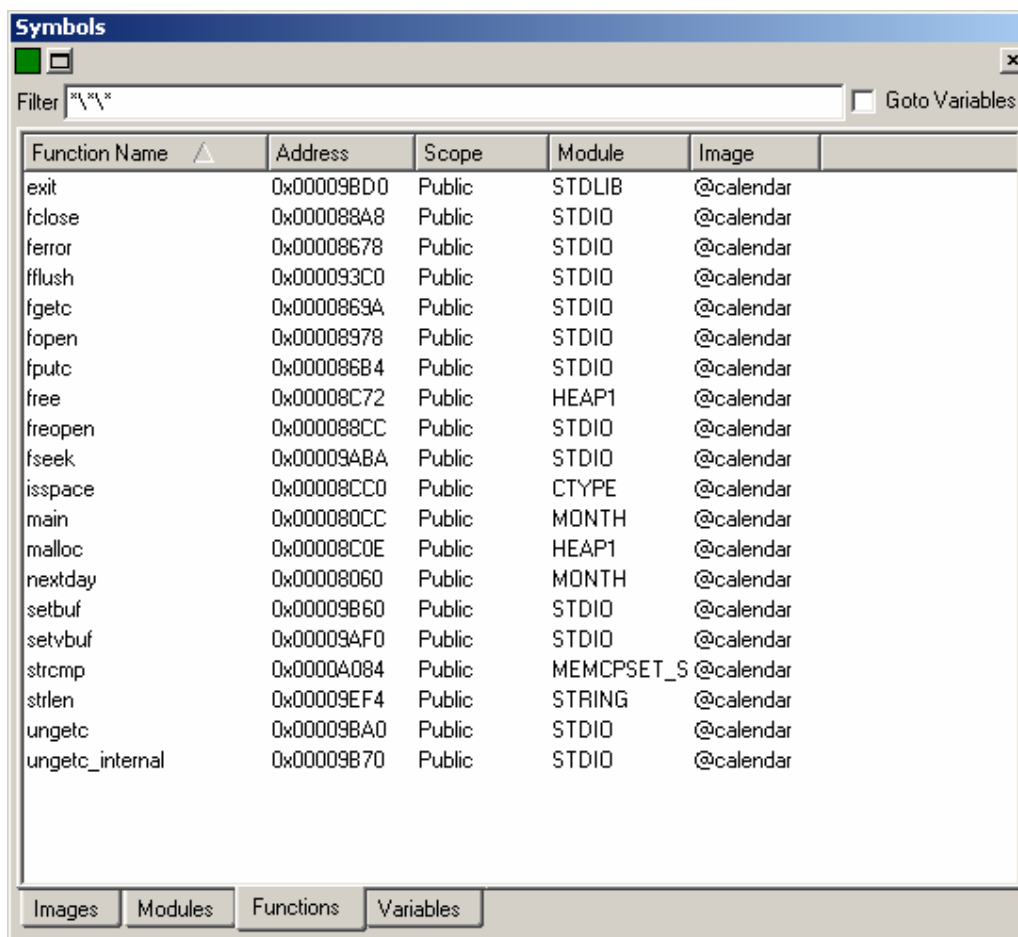 Symbols
Filter *\*\* Goto Variables
Function Name Address Scope Module Image
exit 0x00009BD0 Public STDLIB @calendar
fclose 0x000088A8 Public STDIO @calendar
ferror 0x00008678 Public STDIO @calendar
fflush 0x000093C0 Public STDIO @calendar
fgetc 0x0000869A Public STDIO @calendar
fopen 0x00008978 Public STDIO @calendar
fputc 0x000086B4 Public STDIO @calendar
free 0x00008C72 Public HEAP1 @calendar
freopen 0x000088CC Public STDIO @calendar
fseek 0x00009ABA Public STDIO @calendar
isspace 0x00008CC0 Public CTYPE @calendar
main 0x000080CC Public MONTH @calendar
malloc 0x00008C0E Public HEAP1 @calendar
nextday 0x00008060 Public MONTH @calendar
setbuf 0x00009B60 Public STDIO @calendar
setvbuf 0x00009AF0 Public STDIO @calendar
strcmp 0x0000A084 Public MEMCPSET_S @calendar
strlen 0x00009EF4 Public STRING @calendar
ungetc 0x00009BA0 Public STDIO @calendar
ungetc_internal 0x00009B70 Public STDIO @calendar
Images Modules Functions Variables